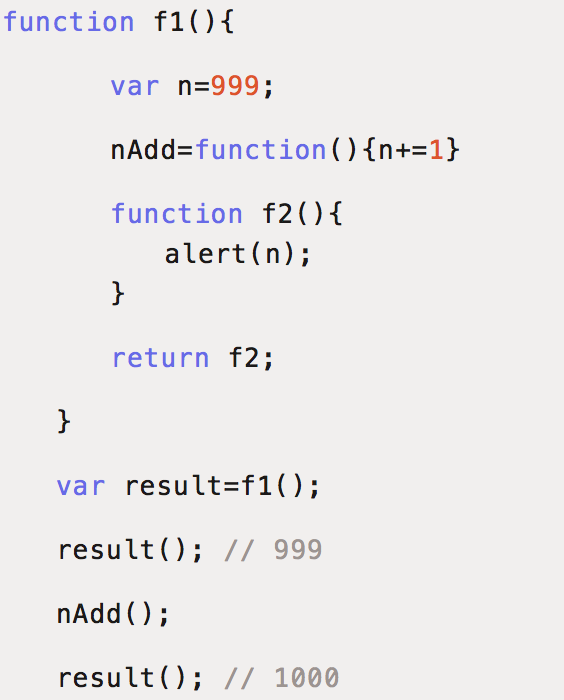 function f1(){
var n=999;
nAdd=function(){n+=1}
function f2(){
alert(n);
}
return f2;
}
var result=f1();
result(); // 999
nAdd();
result(); // 1000